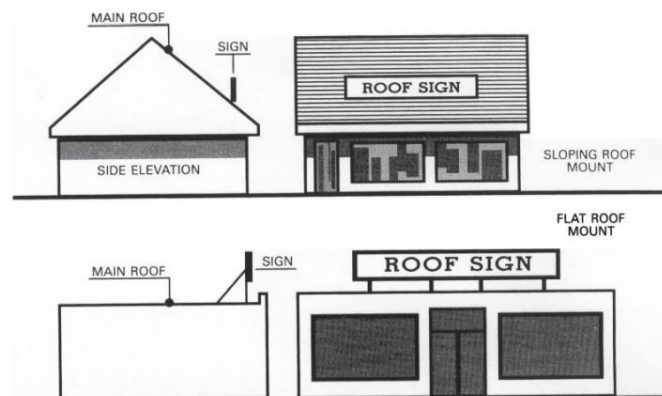 MAIN ROOF
SIGN
ROOF SIGN
SIDE ELEVATION
SLOPING ROOF
MOUNT
FLAT ROOF
MOUNT
SIGN
MAIN ROOF
ROOF SIGN